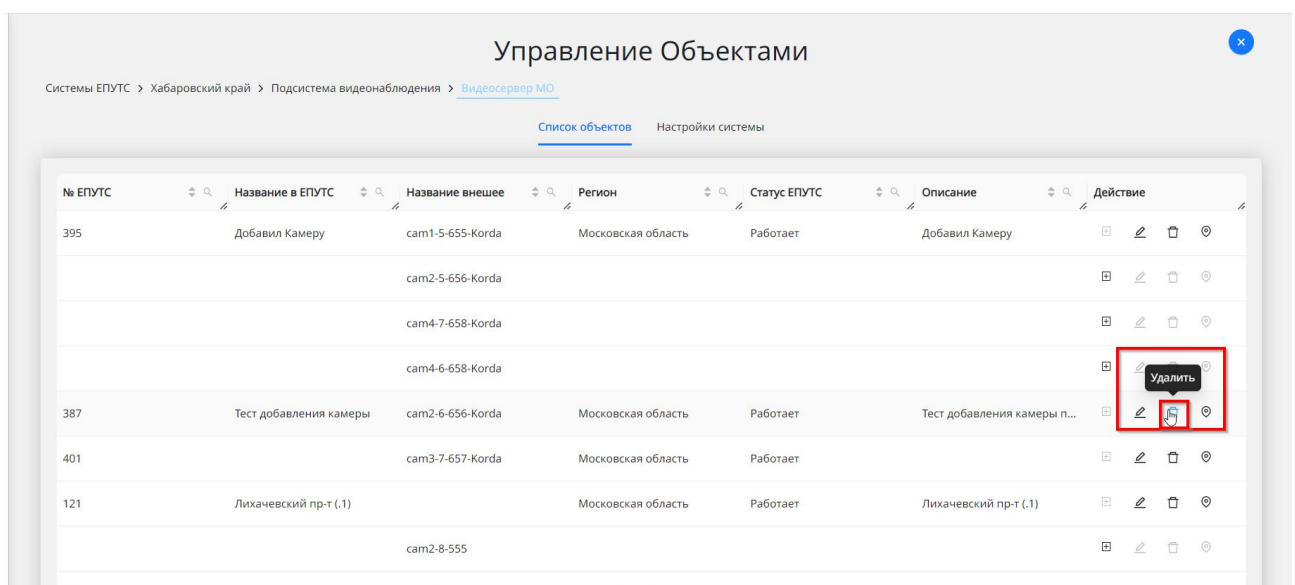 Управление Объектами
Системы ЕПУТС > Хабаровский край > Подсистема видеонаблюдения > Видеосервер МО
Список объектов Настройки системы
№ ЕПУТС Название в ЕПУТС Название внешее Регион Статус ЕПУТС Описание Действие
395 Добавил Камеру cam1-5-655-Korda Московская область Работает Добавил Камеру
cam2-5-656-Korda
cam4-7-658-Korda
cam4-6-658-Korda
Удалить
387 Тест добавления камеры cam2-6-656-Korda Московская область Работает Тест добавления камеры п...
401 cam3-7-657-Korda Московская область Работает
121 Лихачевский пр-т (.1) Московская область Работает Лихачевский пр-т (.1)
cam2-8-555